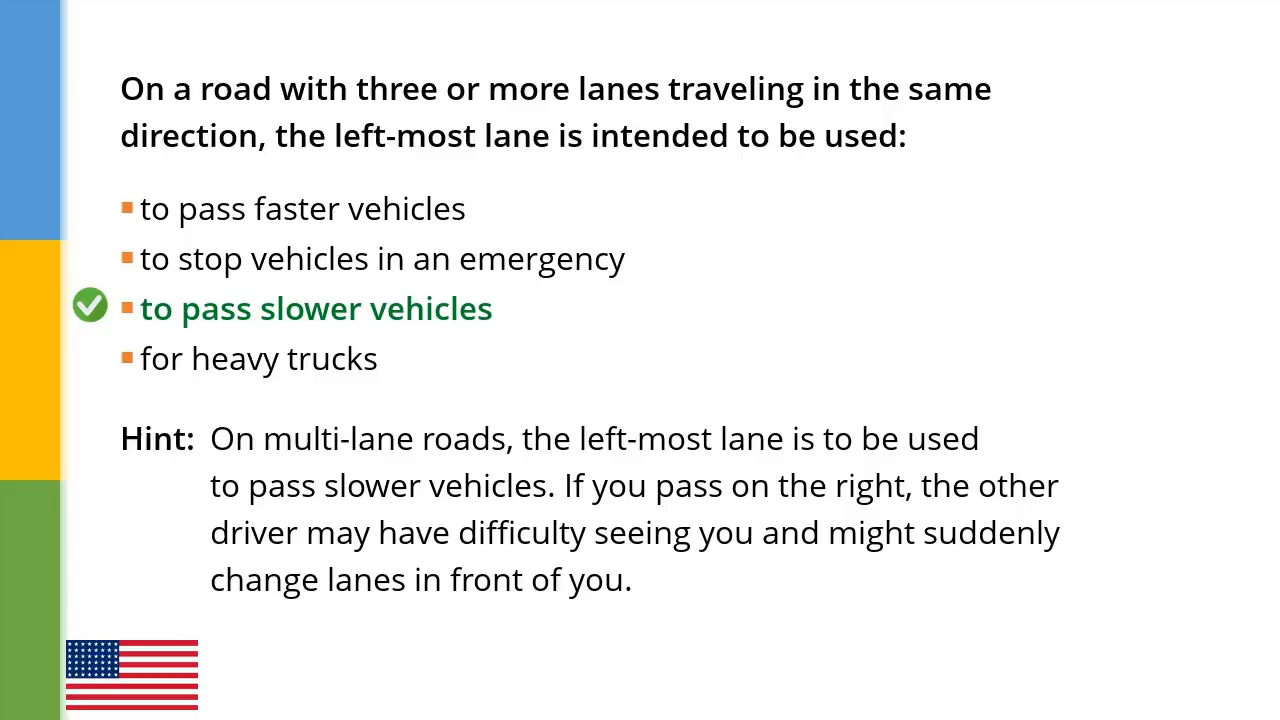 On a road with three or more lanes traveling in the same
direction, the left-most lane is intended to be used:
to pass faster vehicles
to stop vehicles in an emergency
to pass slower vehicles
for heavy trucks
Hint: On multi-lane roads, the left-most lane is to be used
to pass slower vehicles. If you pass on the right, the other
driver may have difficulty seeing you and might suddenly
change lanes in front of you.